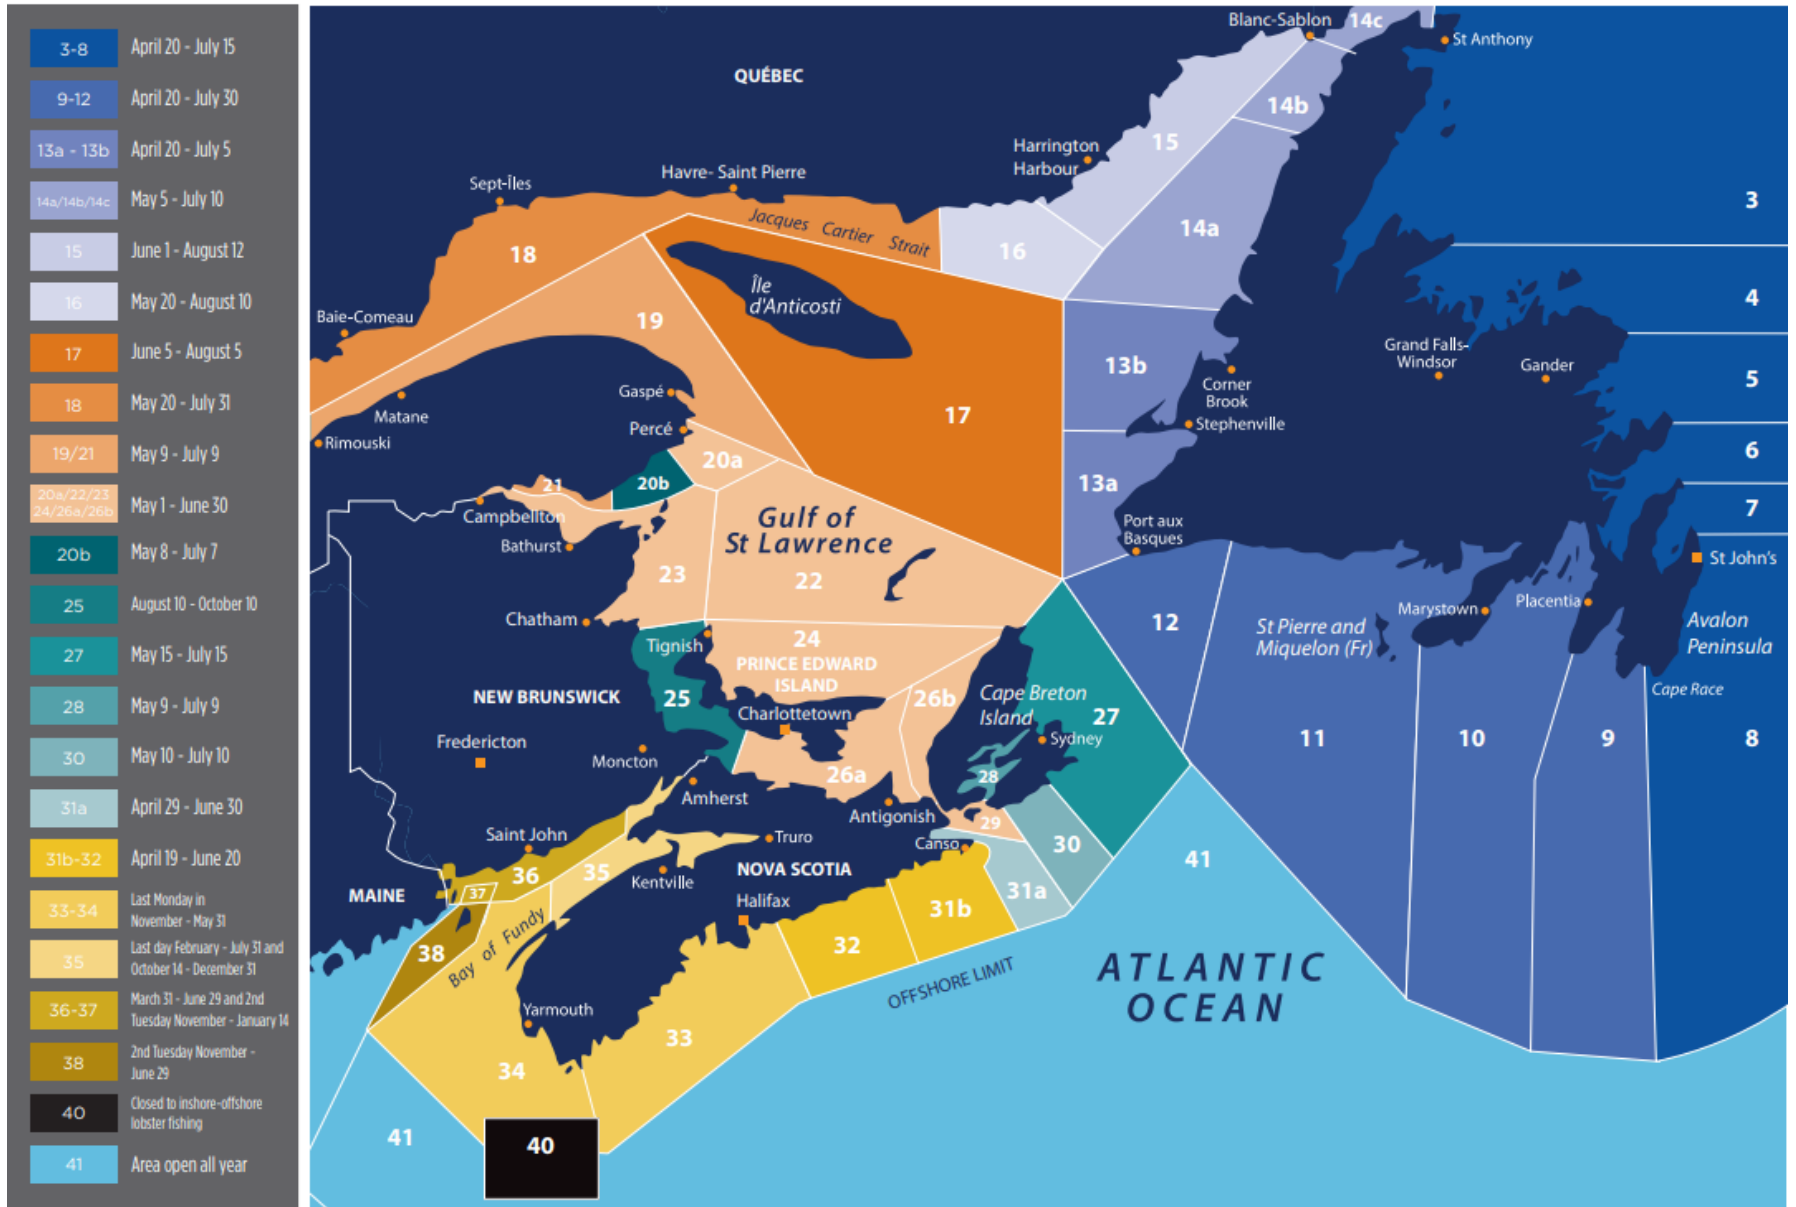 3-8
April 20 - July 15
9-12
April 20 - July 30
13a - 13b
April 20 - July 5
14a/14b/14c
May 5 - July 10
15
June 1 - August 12
16
May 20 - August 10
17
June 5 - August 5
18
May 20 - July 31
19/21
May 9 - July 9
20a/22/23
24/26a/26b
May 1 - June 30
20b
May 8 - July 7
25
August 10 - October 10
27
May 15 - July 15
28
May 9 - July 9
30
May 10 - July 10
31a
April 29 - June 30
31b-32
April 19 - June 20
33-34
Last Monday in
November - May 31
35
Last day February - July 31 and
October 14 - December 31
36-37
March 31 - June 29 and 2nd
Tuesday November - January 14
38
2nd Tuesday November -
June 29
40
Closed to inshore-offshore
lobster fishing
41
Area open all year
Blanc-Sablon
14c
St Anthony
QUÉBEC
14b
15
Harrington
Harbour
Havre- Saint Pierre
Sept-Îles
3
Jacques Cartier Strait
14a
16
18
Île
d'Anticosti
4
Baie-Comeau
19
Grand Falls-
Windsor
Gander
13b
5
Corner
Brook
Gaspé
Matane
17
Stephenville
Percé
Rimouski
6
20a
21
20b
13a
7
Campbellton
Gulf of
St Lawrence
Port aux
Basques
Bathurst
St John's
23
22
Marystown
Placentia
Chatham
12
St Pierre and
Miquelon (Fr)
Avalon
Peninsula
Tignish
24
PRINCE EDWARD
ISLAND
Cape Race
NEW BRUNSWICK
25
26b
Cape Breton
Island
27
Charlottetown
Sydney
11
10
9
8
Fredericton
Moncton
26a
28
Amherst
Antigonish
29
Saint John
Truro
Canso
30
41
NOVA SCOTIA
36
35
Kentville
37
MAINE
31a
Halifax
31b
Bay of Fundy
32
38
ATLANTIC
OCEAN
OFFSHORE LIMIT
Yarmouth
33
34
41
40